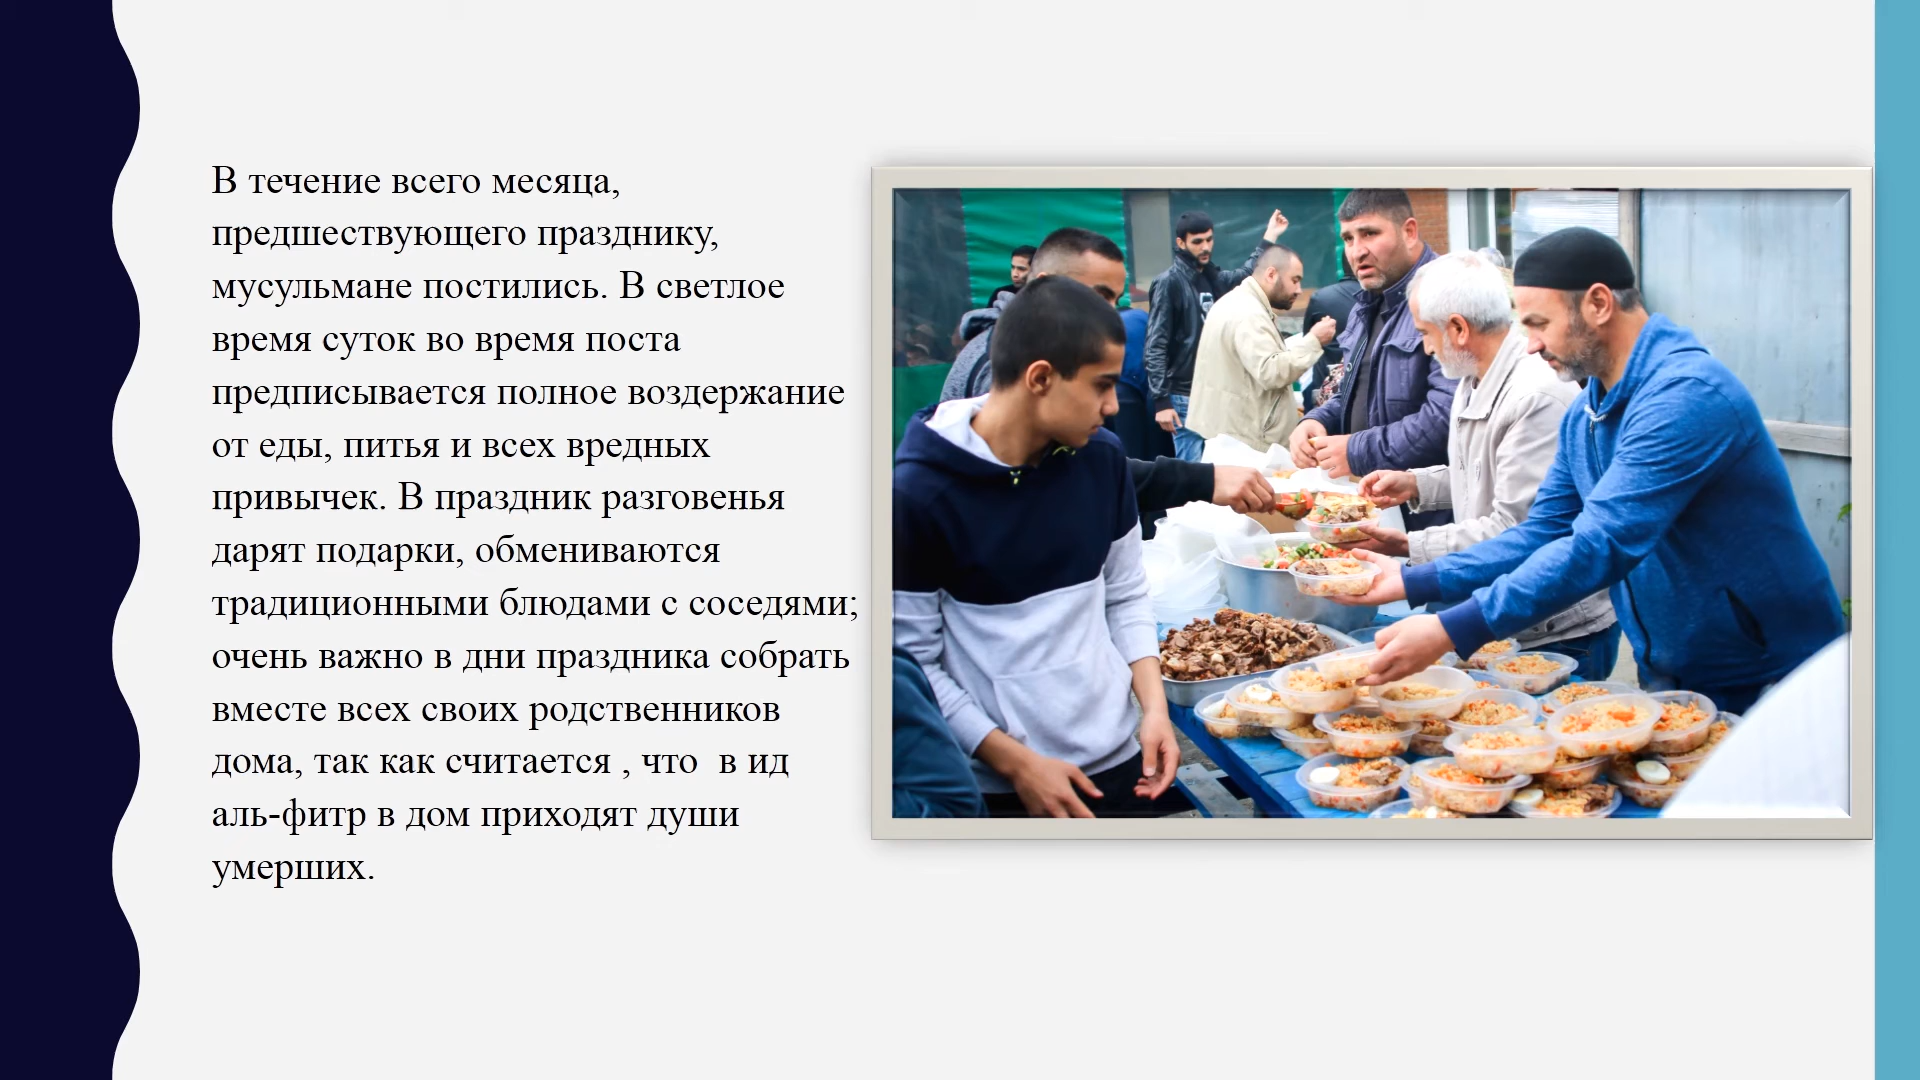 В течение всего месяца,
предшествующего празднику,
мусульмане постились. В светлое
время суток во время поста
предписывается полное воздержание
от еды, питья и всех вредных
привычек. В праздник разговенья
дарят подарки, обмениваются
традиционными блюдами с соседями;
очень важно в дни праздника собрать
вместе всех своих родственников
дома, так как считается , что  в ид
аль-фитр в дом приходят души
умерших.